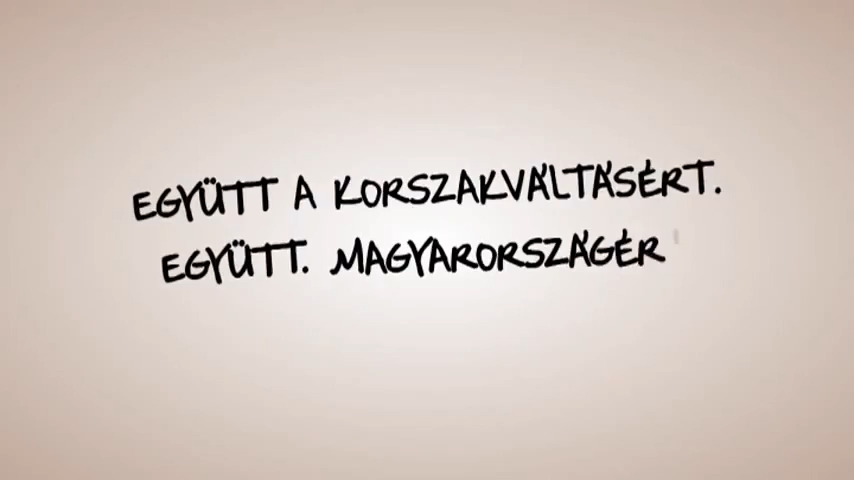 EGYÜTT A KORSZAKVÁLTÁSÉRT.
EGYÜTT. MAGYARORSZÁGÉR